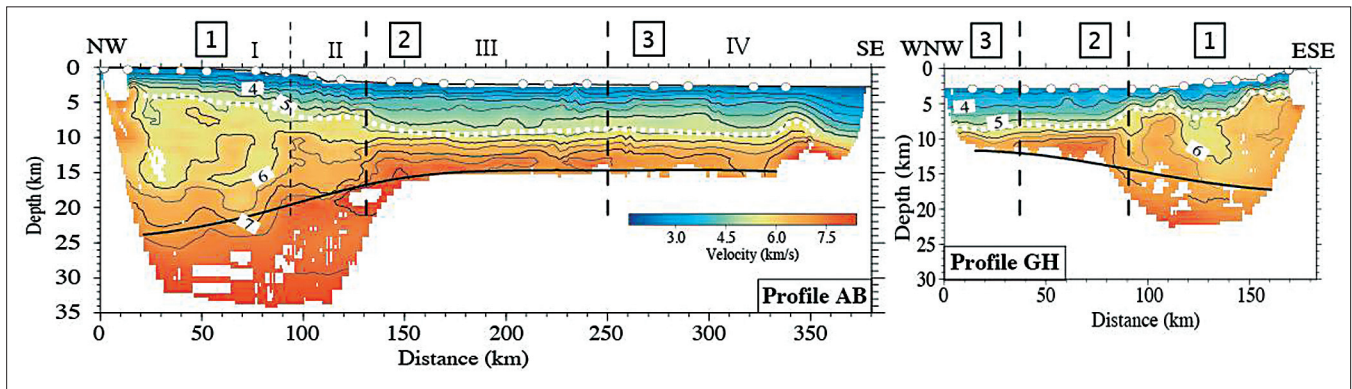 1 2 3
NW I II III IV SE
0
5
10
15
20
25
30
35
Depth (km)
4
5
6
7
3.0 4.5 6.0 7.5
Velocity (km/s)
Profile AB
0 50 100 150 200 250 300 350
Distance (km)
3 2 1
WNW ESE
0
5
10
15
20
25
30
Depth (km)
4
5
6
Profile GH
0 50 100 150
Distance (km)